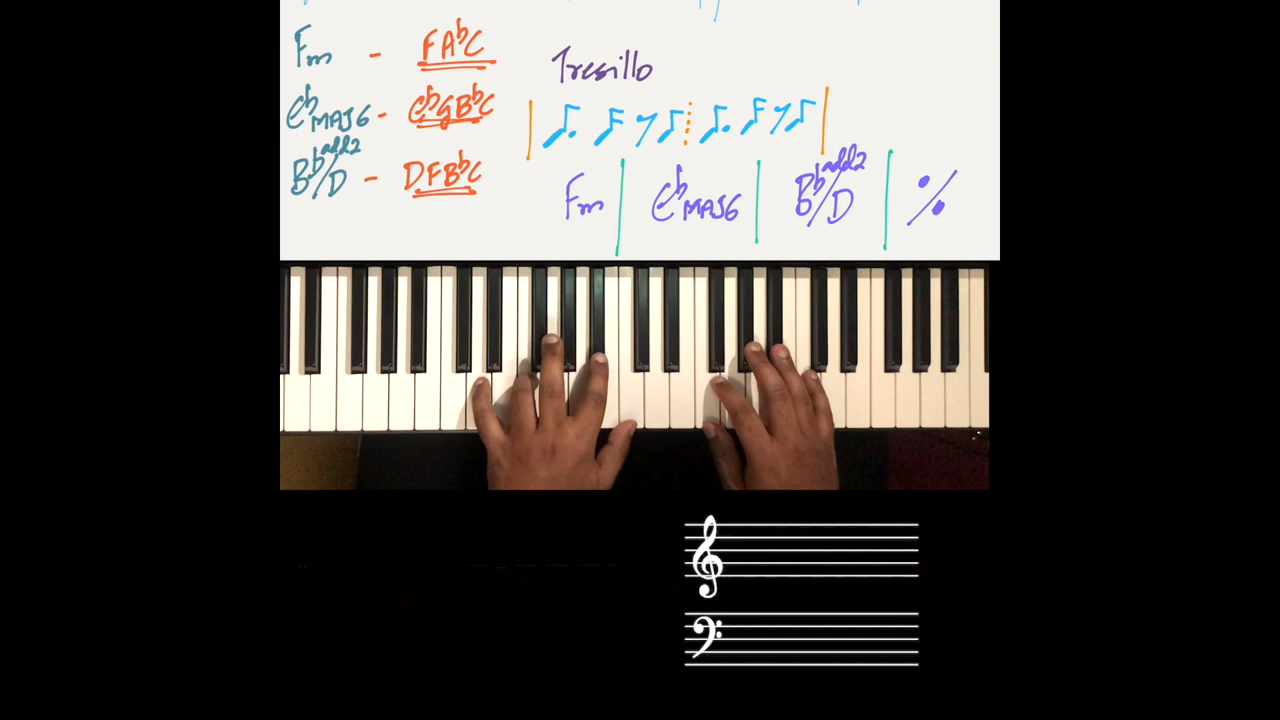 Fm - FAbC
Ebmaj6 - EbGBbC
Bbadd2/D - DFBbC
Tresillo
Fm | Ebmaj6 | Bbadd2/D | %